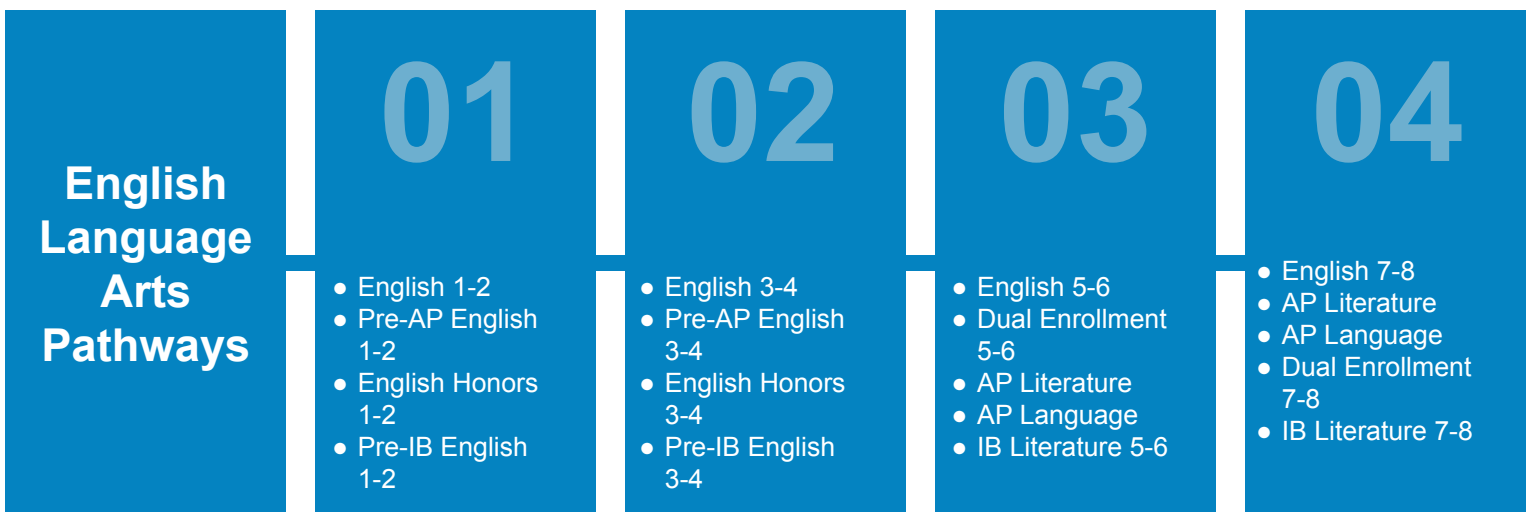 English
Language
Arts
Pathways
01
● English 1-2
● Pre-AP English
1-2
● English Honors
1-2
● Pre-IB English
1-2
02
● English 3-4
● Pre-AP English
3-4
● English Honors
3-4
● Pre-IB English
3-4
03
● English 5-6
● Dual Enrollment
5-6
● AP Literature
● AP Language
● IB Literature 5-6
04
● English 7-8
● AP Literature
● AP Language
● Dual Enrollment
7-8
● IB Literature 7-8